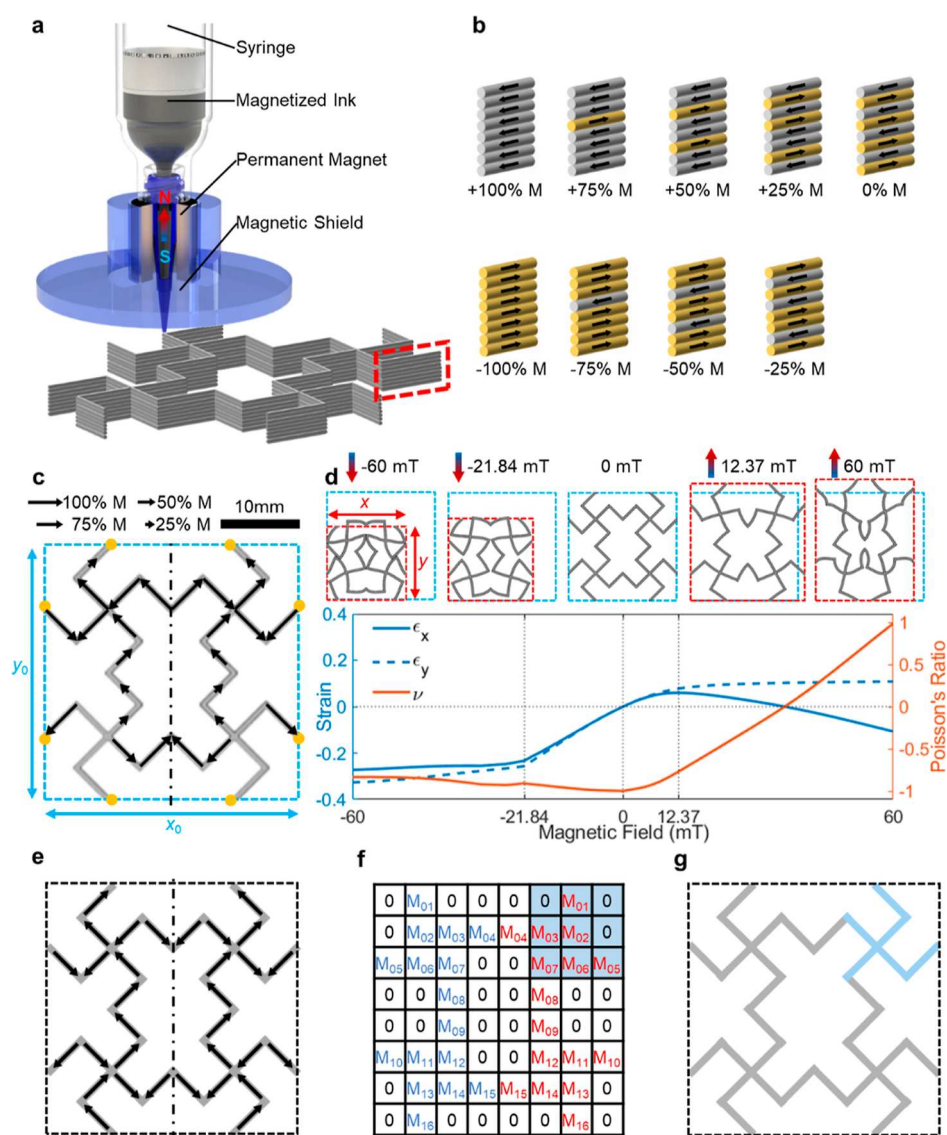 a
Syringe
Magnetized Ink
Permanent Magnet
Magnetic Shield
N
S
b
+100% M +75% M +50% M +25% M 0% M
-100% M -75% M -50% M -25% M
c
100% M 50% M 10mm
75% M 25% M
y₀
x₀
d
-60 mT -21.84 mT 0 mT 12.37 mT 60 mT
x
y
0.4
0.2
0
-0.2
-0.4
Strain
ϵx
ϵy
ν
1
0.5
0
-0.5
-1
Poisson's Ratio
-60 -21.84 0 12.37 60
Magnetic Field (mT)
e
f
0 M01 0 0 0 0 M01 0
0 M02 M03 M04 M04 M03 M02 0
M05 M06 M07 0 0 M07 M06 M05
0 0 M08 0 0 M08 0 0
0 0 M09 0 0 M09 0 0
M10 M11 M12 0 0 M12 M11 M10
0 M13 M14 M15 M15 M14 M13 0
0 M16 0 0 0 0 M16 0
g